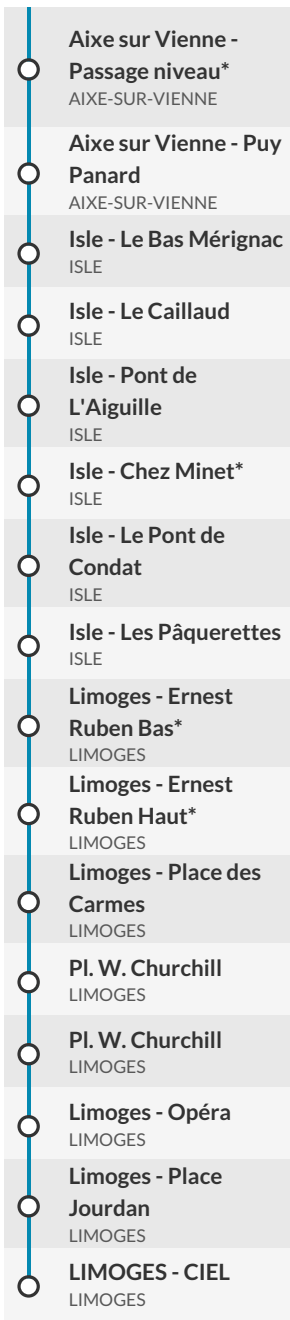 Aixe sur Vienne -
Passage niveau*
AIXE-SUR-VIENNE
Aixe sur Vienne - Puy
Panard
AIXE-SUR-VIENNE
Isle - Le Bas Mérignac
ISLE
Isle - Le Caillaud
ISLE
Isle - Pont de
L'Aiguille
ISLE
Isle - Chez Minet*
ISLE
Isle - Le Pont de
Condat
ISLE
Isle - Les Pâquerettes
ISLE
Limoges - Ernest
Ruben Bas*
LIMOGES
Limoges - Ernest
Ruben Haut*
LIMOGES
Limoges - Place des
Carmes
LIMOGES
Pl. W. Churchill
LIMOGES
Pl. W. Churchill
LIMOGES
Limoges - Opéra
LIMOGES
Limoges - Place
Jourdan
LIMOGES
LIMOGES - CIEL
LIMOGES